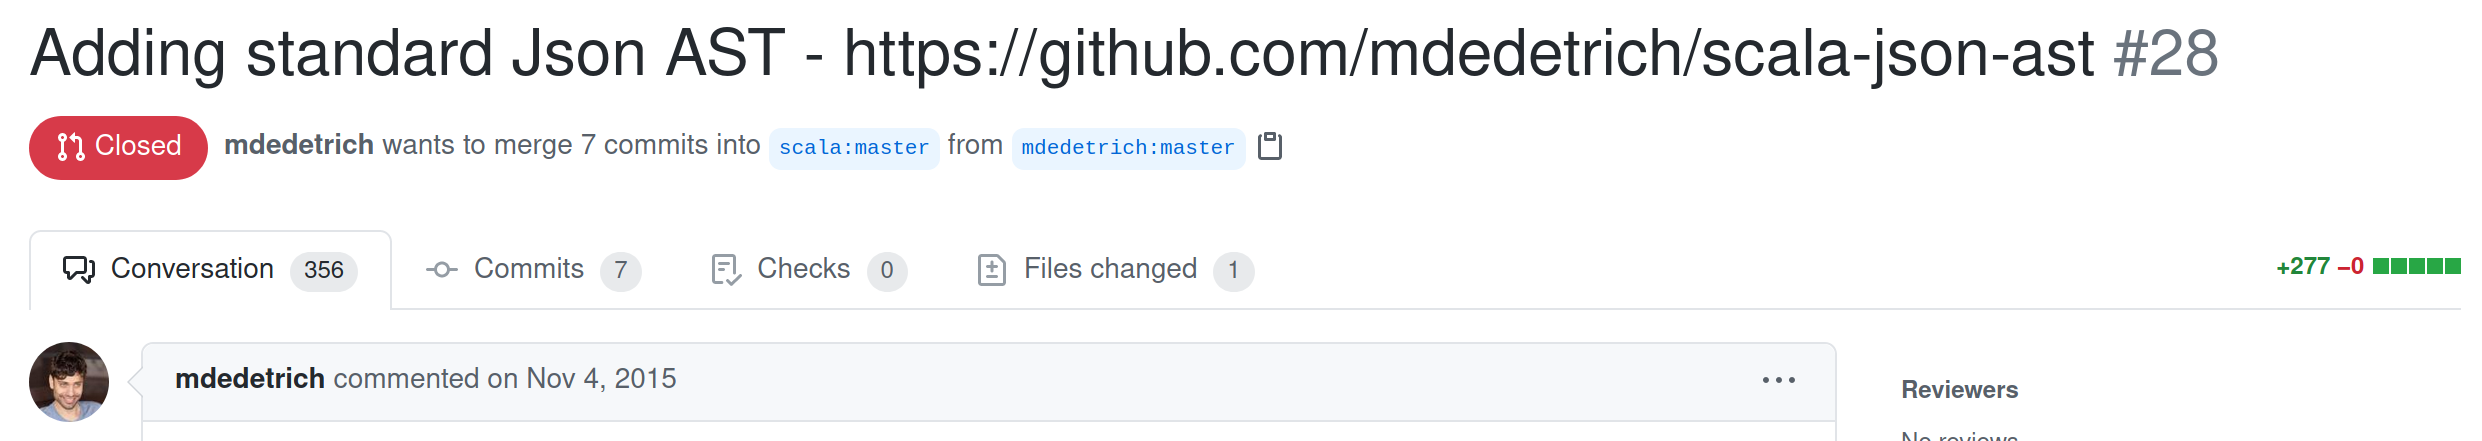 Adding standard Json AST - https://github.com/mdedetrich/scala-json-ast #28
Closed mdedetrich wants to merge 7 commits into scala:master from mdedetrich:master
Conversation 356 Commits 7 Checks 0 Files changed 1 +277 −0
mdedetrich commented on Nov 4, 2015
Reviewers
No reviews